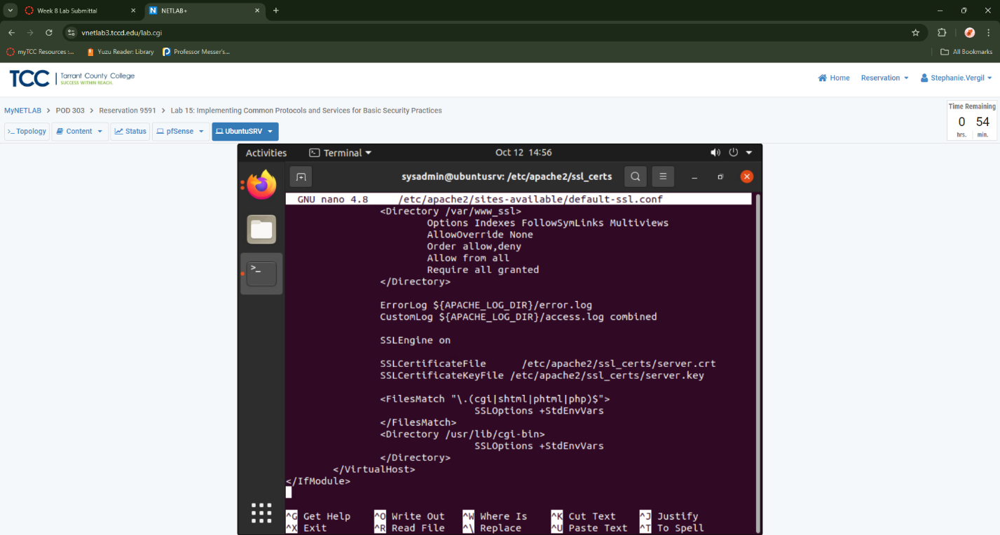 Week 8 Lab Submittal
NETLAB+
vnetlab3.tccd.edu/lab.cgi
myTCC Resources :...
Yuzu Reader: Library
Professor Messer's...
All Bookmarks
TCC
Tarrant County College
SUCCESS WITHIN REACH.
Home
Reservation
Stephanie.Vergil
MyNETLAB > POD 303 > Reservation 9591 > Lab 15: Implementing Common Protocols and Services for Basic Security Practices
Time Remaining
0 54
hrs. min.
>_ Topology
Content
Status
pfSense
UbuntuSRV
Activities
Terminal
Oct 12 14:56
sysadmin@ubuntusrv: /etc/apache2/ssl_certs
GNU nano 4.8 /etc/apache2/sites-available/default-ssl.conf
<Directory /var/www_ssl>
Options Indexes FollowSymLinks Multiviews
AllowOverride None
Order allow,deny
Allow from all
Require all granted
</Directory>
ErrorLog ${APACHE_LOG_DIR}/error.log
CustomLog ${APACHE_LOG_DIR}/access.log combined
SSLEngine on
SSLCertificateFile /etc/apache2/ssl_certs/server.crt
SSLCertificateKeyFile /etc/apache2/ssl_certs/server.key
<FilesMatch "\.(cgi|shtml|phtml|php)$">
SSLOptions +StdEnvVars
</FilesMatch>
<Directory /usr/lib/cgi-bin>
SSLOptions +StdEnvVars
</Directory>
</VirtualHost>
</IfModule>
^G Get Help ^O Write Out ^W Where Is ^K Cut Text ^J Justify
^X Exit ^R Read File ^\ Replace ^U Paste Text ^T To Spell